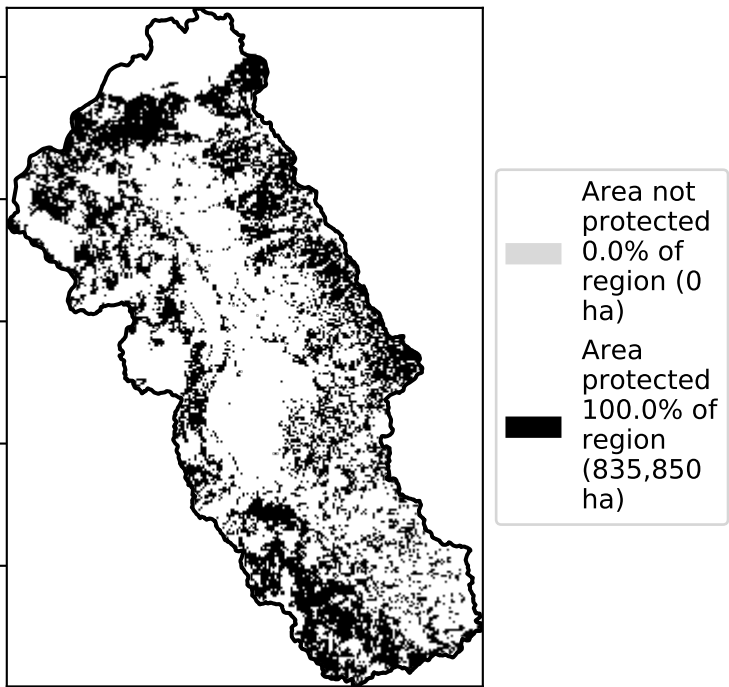 Area not
protected
0.0% of
region (0
ha)
Area
protected
100.0% of
region
(835,850
ha)